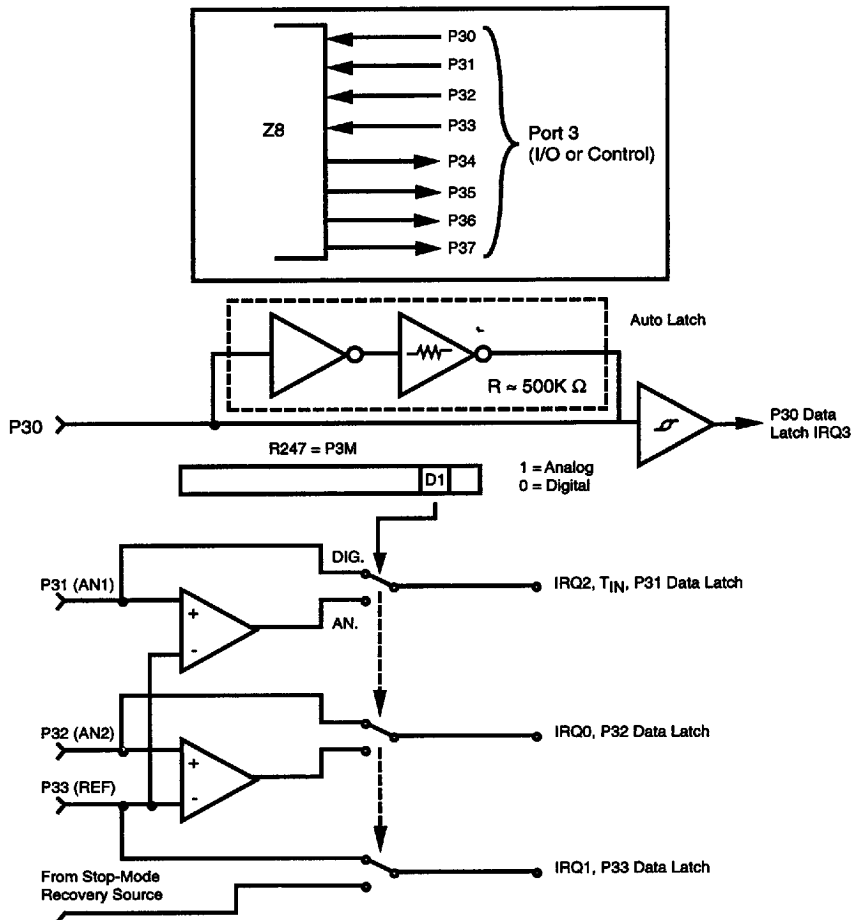 Z8
P30
P31
P32
P33
P34
P35
P36
P37
Port 3
(I/O or Control)
Auto Latch
R ≈ 500K Ω
P30
P30 Data
Latch IRQ3
R247 = P3M
D1
1 = Analog
0 = Digital
DIG.
P31 (AN1)
+
-
AN.
IRQ2, TIN, P31 Data Latch
P32 (AN2)
+
-
IRQ0, P32 Data Latch
P33 (REF)
From Stop-Mode
Recovery Source
IRQ1, P33 Data Latch